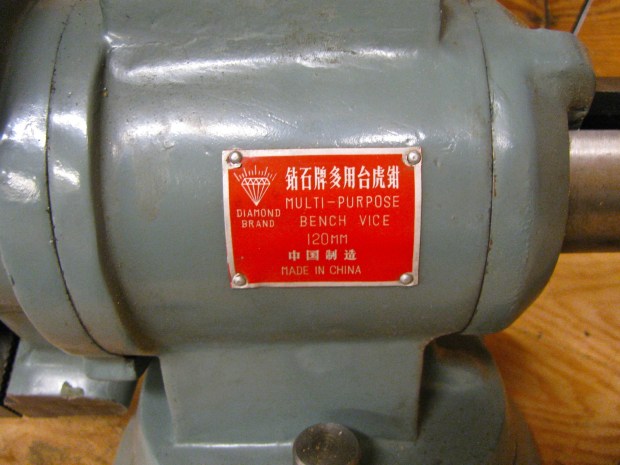 钻石牌多用台虎钳
MULTI-PURPOSE
DIAMOND
BRAND
BENCH VICE
120MM
中国制造
MADE IN CHINA